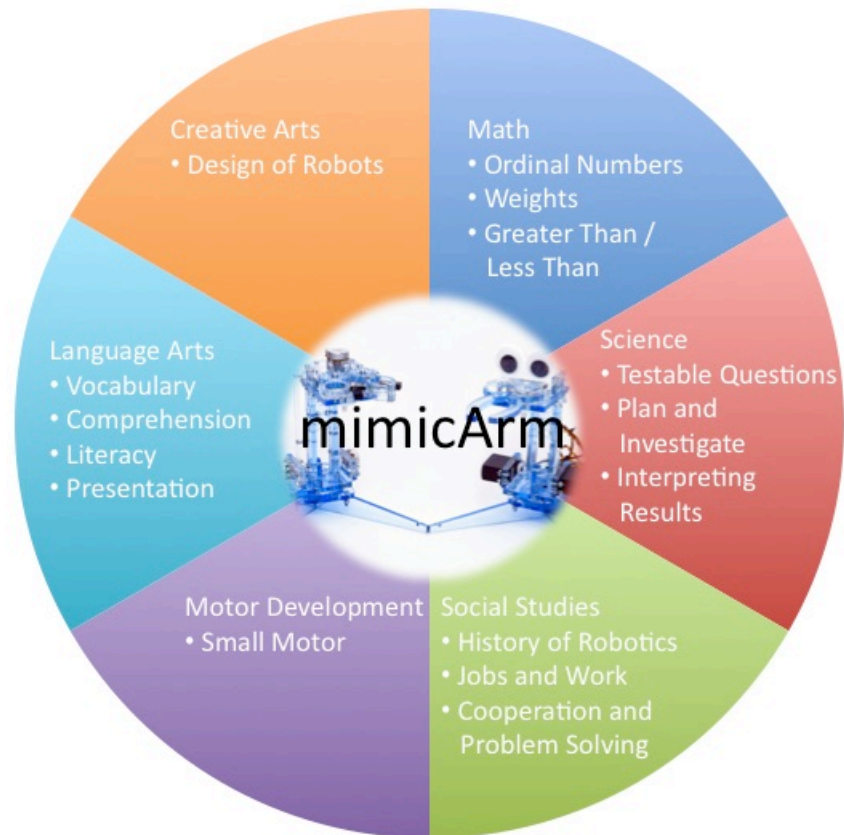 Creative Arts
• Design of Robots
Math
• Ordinal Numbers
• Weights
• Greater Than /
Less Than
Science
• Testable Questions
• Plan and
Investigate
• Interpreting
Results
Social Studies
• History of Robotics
• Jobs and Work
• Cooperation and
Problem Solving
Motor Development
• Small Motor
Language Arts
• Vocabulary
• Comprehension
• Literacy
• Presentation
mimicArm